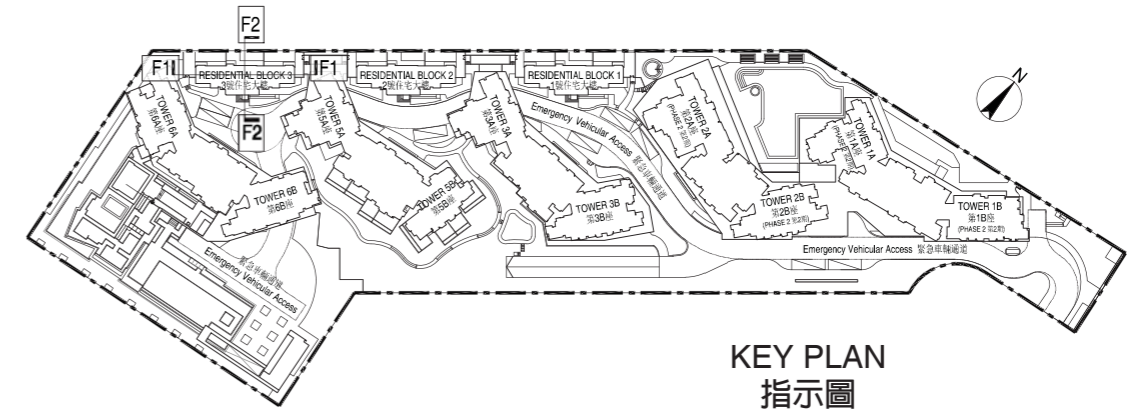 F2
F1
F1
RESIDENTIAL BLOCK 3
3號住宅大樓
RESIDENTIAL BLOCK 2
2號住宅大樓
RESIDENTIAL BLOCK 1
1號住宅大樓
N
TOWER 6A
第6A座
F2
TOWER 5A
第5A座
TOWER 3A
第3A座
Emergency Vehicular Access 緊急車輛通道
TOWER 2A
第2A座
(PHASE 2 第2期)
TOWER 1A
第1A座
(PHASE 2 第2期)
TOWER 6B
第6B座
TOWER 5B
第5B座
TOWER 3B
第3B座
TOWER 2B
第2B座
(PHASE 2 第2期)
TOWER 1B
第1B座
(PHASE 2 第2期)
Emergency Vehicular Access 緊急車輛通道
緊急車輛通道
Emergency Vehicular Access
KEY PLAN
指示圖